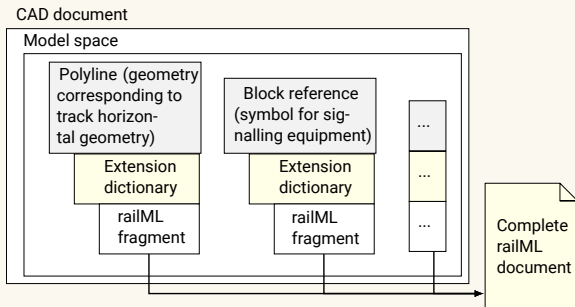 CAD document
Model space
Polyline (geometry
corresponding to
track horizon-
tal geometry)
Extension
dictionary
railML
fragment
Block reference
(symbol for sig-
nalling equipment)
Extension
dictionary
railML
fragment
...
...
...
Complete
railML
document